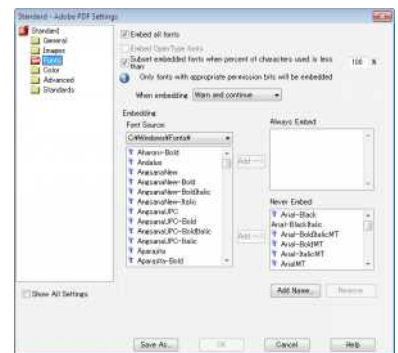 Standard - Adobe PDF Settings
Standard
General
Images
Fonts
Color
Advanced
Standards
Show All Settings
Embed all fonts
Embed OpenType fonts
Subset embedded fonts when percent of characters used is less than
100 %
Only fonts with appropriate permission bits will be embedded
When embedding: Warn and continue
Embedding
Font Source:
C:¥Windows¥Fonts¥
Aharoni-Bold
Andalus
AngsanaNew
AngsanaNew-Bold
AngsanaNew-BoldItalic
AngsanaNew-Italic
AngsanaUPC
AngsanaUPC-Bold
AngsanaUPC-BoldItalic
AngsanaUPC-Italic
Aparajita
Aparajita-Bold
Add -->
Add -->
Always Embed:
Never Embed:
Arial-Black
Arial-BlackItalic
Arial-BoldItalicMT
Arial-BoldMT
Arial-ItalicMT
ArialMT
Add Name...
Remove
Save As...
OK
Cancel
Help